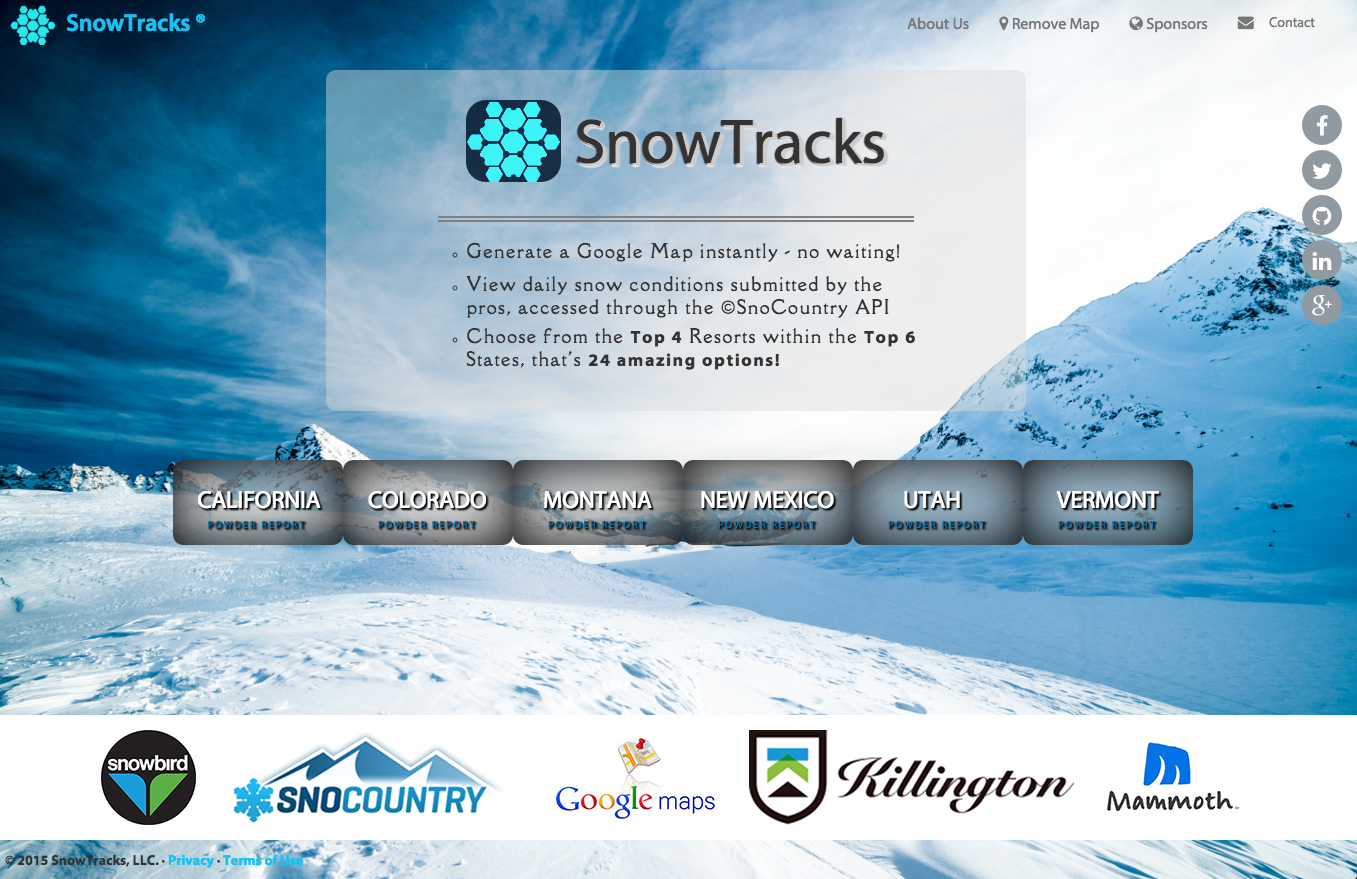 SnowTracks ®
About Us
Remove Map
Sponsors
Contact
SnowTracks
Generate a Google Map instantly - no waiting!
View daily snow conditions submitted by the
pros, accessed through the ©SnoCountry API
Choose from the Top 4 Resorts within the Top 6
States, that's 24 amazing options!
CALIFORNIA
POWDER REPORT
COLORADO
POWDER REPORT
MONTANA
POWDER REPORT
NEW MEXICO
POWDER REPORT
UTAH
POWDER REPORT
VERMONT
POWDER REPORT
snowbird
SNOCOUNTRY
Google maps
Killington
MAMMOTH™
© 2015 SnowTracks, LLC. · Privacy · Terms of Use